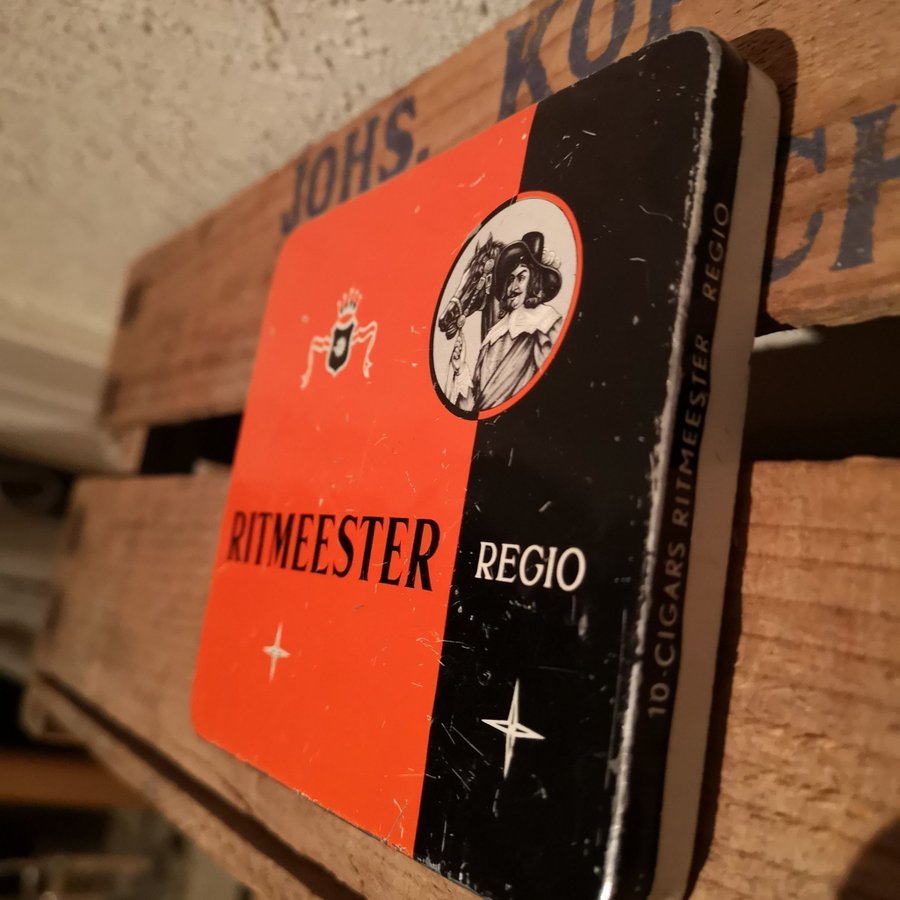 JOHS.
RITMEESTER
REGIO
10 CIGARS RITMEESTER REGIO